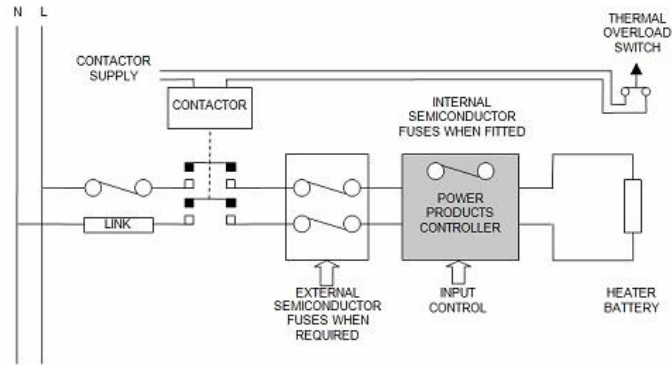 N L
THERMAL
OVERLOAD
SWITCH
CONTACTOR
SUPPLY
CONTACTOR
INTERNAL
SEMICONDUCTOR
FUSES WHEN FITTED
POWER
PRODUCTS
CONTROLLER
LINK
EXTERNAL
SEMICONDUCTOR
FUSES WHEN
REQUIRED
INPUT
CONTROL
HEATER
BATTERY